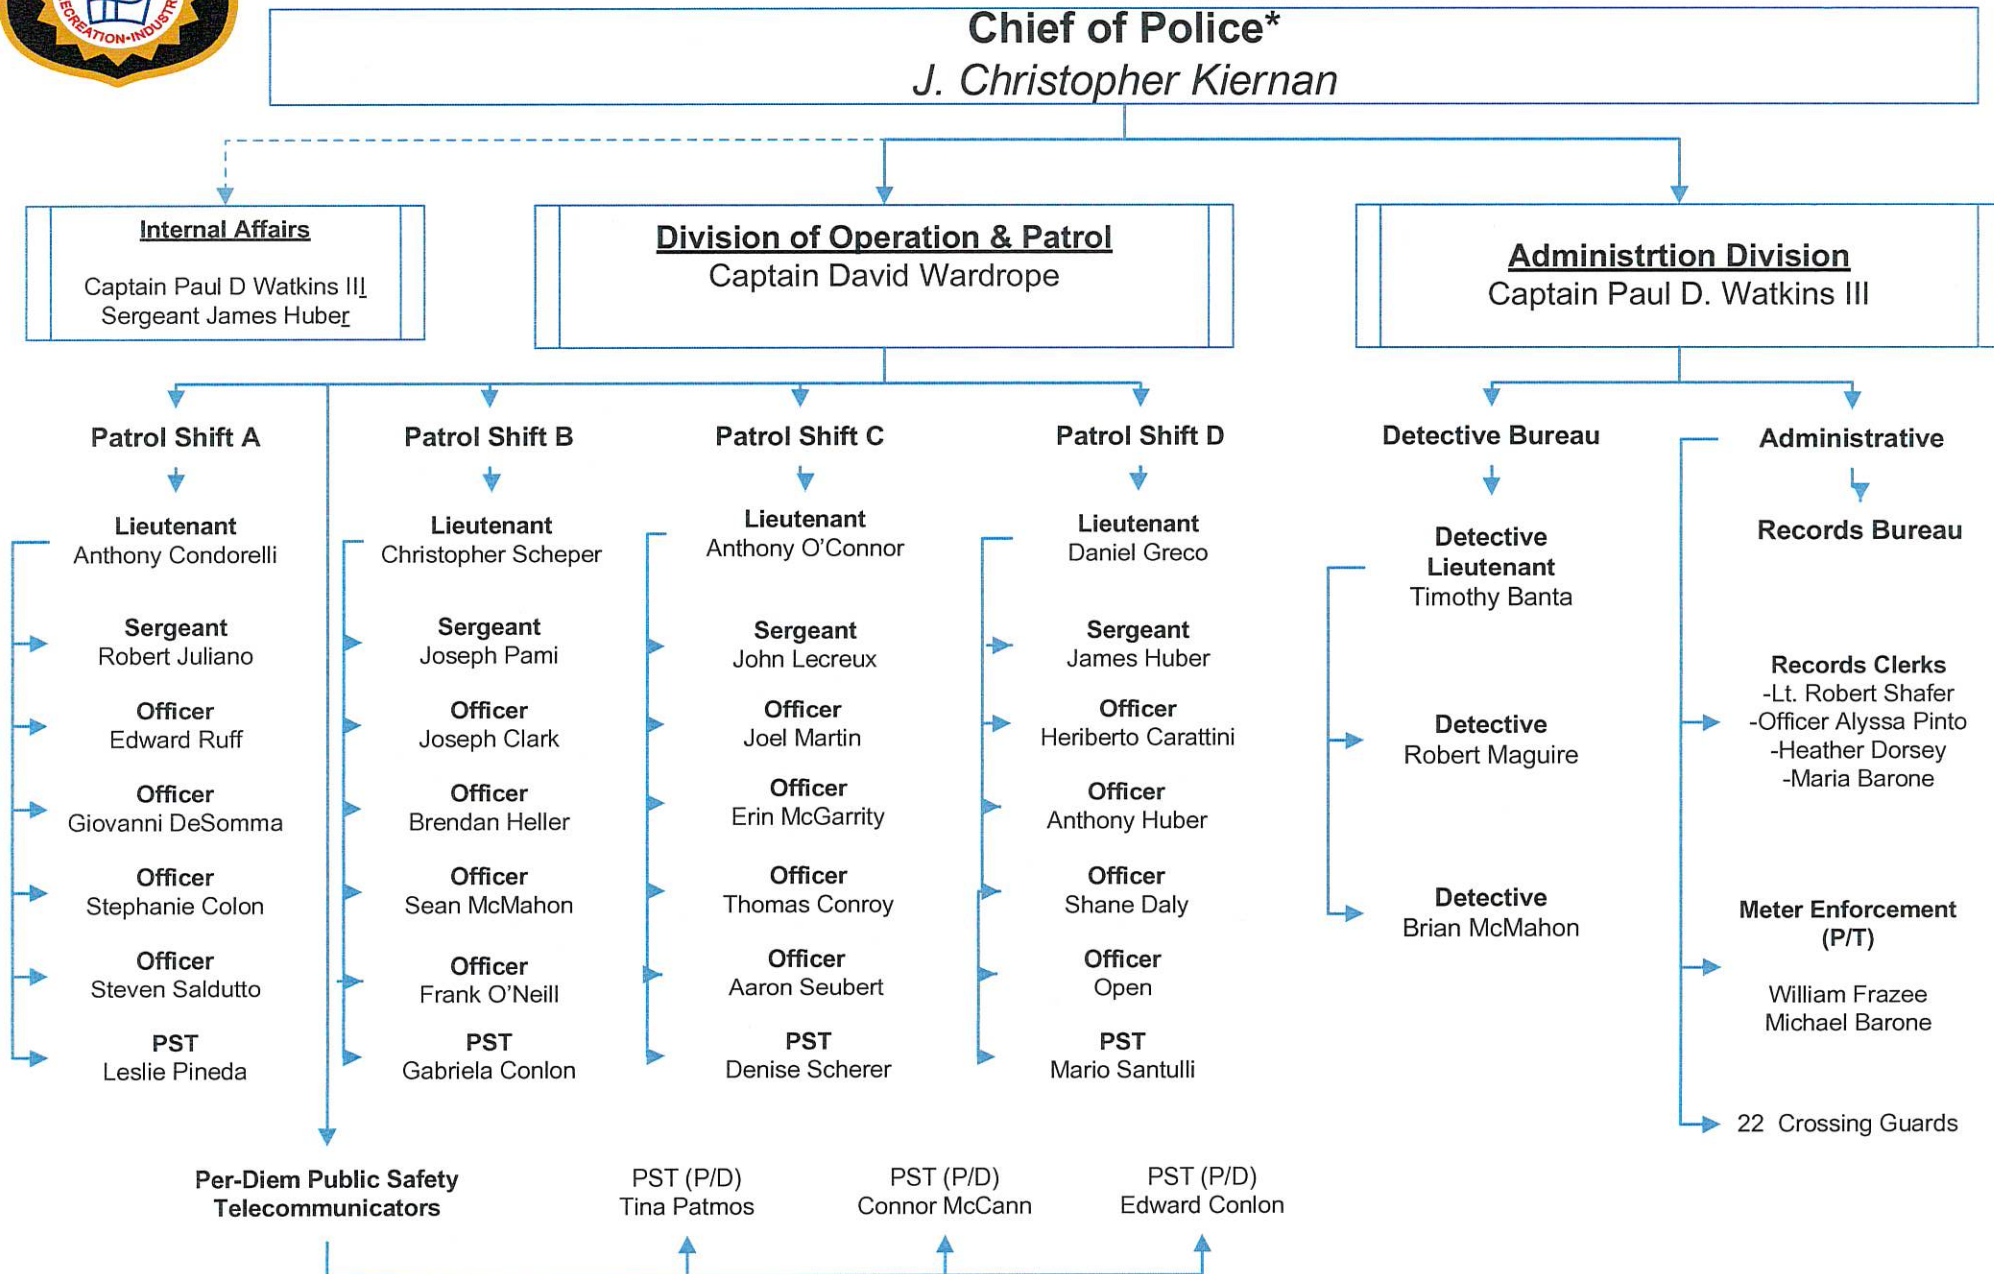 RECREATION•INDUSTR
Chief of Police*
J. Christopher Kiernan
Internal Affairs
Captain Paul D Watkins III
Sergeant James Huber
Division of Operation & Patrol
Captain David Wardrope
Administrtion Division
Captain Paul D. Watkins III
Patrol Shift A
Lieutenant
Anthony Condorelli
Sergeant
Robert Juliano
Officer
Edward Ruff
Officer
Giovanni DeSomma
Officer
Stephanie Colon
Officer
Steven Saldutto
PST
Leslie Pineda
Patrol Shift B
Lieutenant
Christopher Scheper
Sergeant
Joseph Pami
Officer
Joseph Clark
Officer
Brendan Heller
Officer
Sean McMahon
Officer
Frank O'Neill
PST
Gabriela Conlon
Patrol Shift C
Lieutenant
Anthony O'Connor
Sergeant
John Lecreux
Officer
Joel Martin
Officer
Erin McGarrity
Officer
Thomas Conroy
Officer
Aaron Seubert
PST
Denise Scherer
Patrol Shift D
Lieutenant
Daniel Greco
Sergeant
James Huber
Officer
Heriberto Carattini
Officer
Anthony Huber
Officer
Shane Daly
Officer
Open
PST
Mario Santulli
Detective Bureau
Detective
Lieutenant
Timothy Banta
Detective
Robert Maguire
Detective
Brian McMahon
Administrative
Records Bureau
Records Clerks
-Lt. Robert Shafer
-Officer Alyssa Pinto
-Heather Dorsey
-Maria Barone
Meter Enforcement
(P/T)
William Frazee
Michael Barone
22 Crossing Guards
Per-Diem Public Safety
Telecommunicators
PST (P/D)
Tina Patmos
PST (P/D)
Connor McCann
PST (P/D)
Edward Conlon